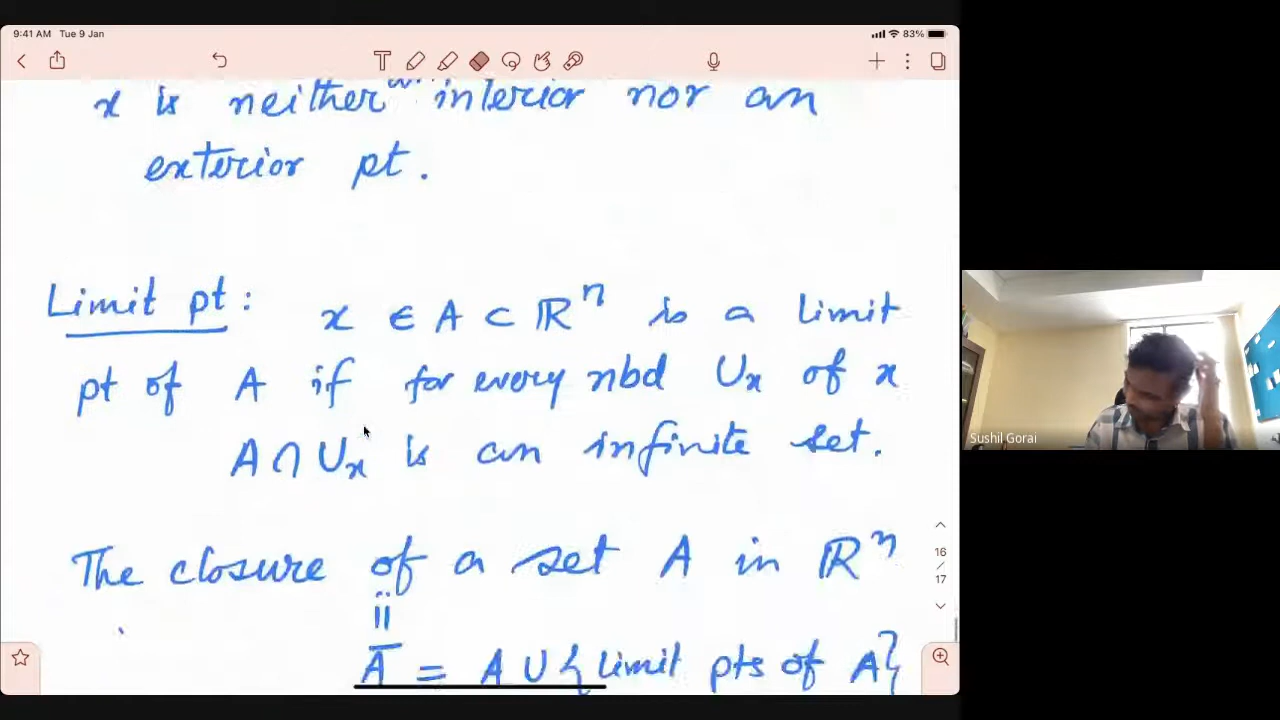 9:41 AM Tue 9 Jan
83%
x is neither an interior nor an
exterior pt.
Limit pt: x ∈ A ⊂ ℝⁿ is a limit
pt of A if for every nbd Uₓ of x
A ∩ Uₓ is an infinite set.
The closure of a set A in ℝⁿ
A̅ = A ∪ { limit pts of A}
16
/
17
Sushil Gorai